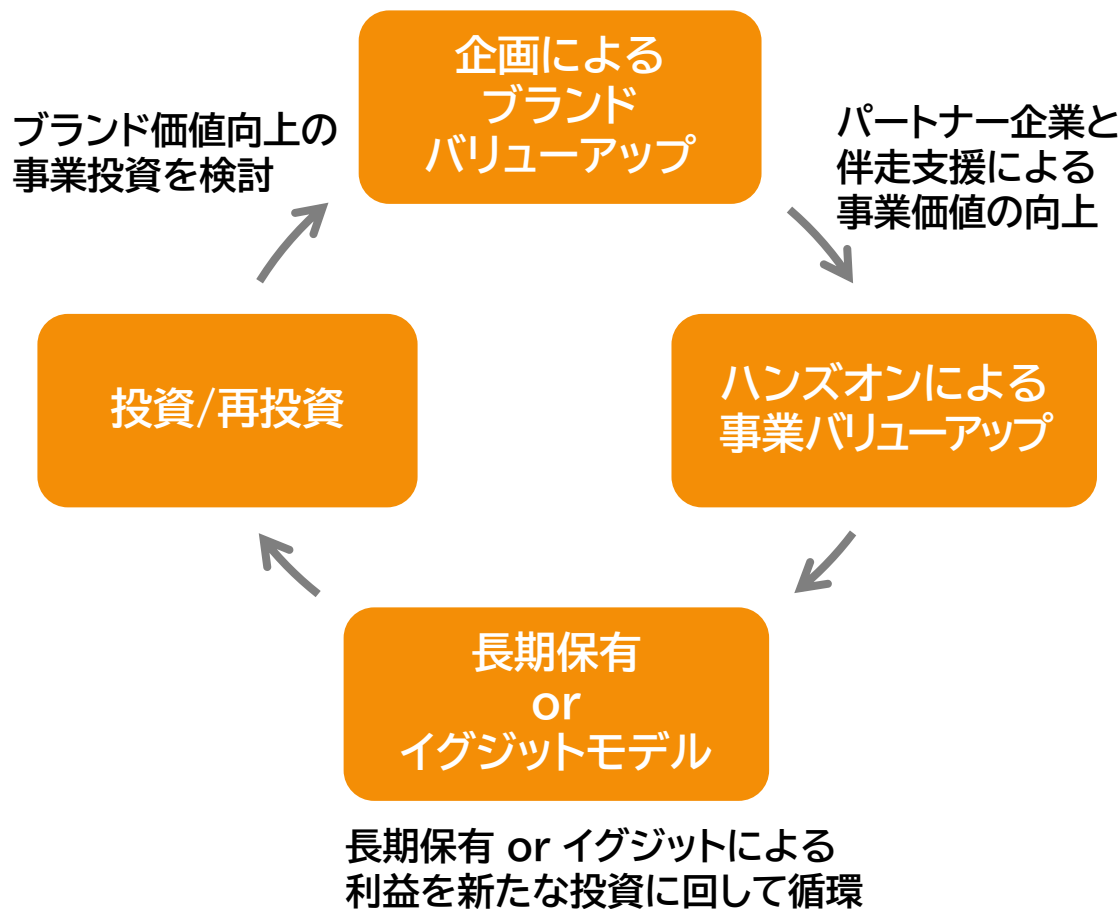 企画による
ブランド
バリューアップ
ブランド価値向上の
事業投資を検討
パートナー企業と
伴走支援による
事業価値の向上
投資/再投資
ハンズオンによる
事業バリューアップ
長期保有
or
イグジットモデル
長期保有 or イグジットによる
利益を新たな投資に回して循環